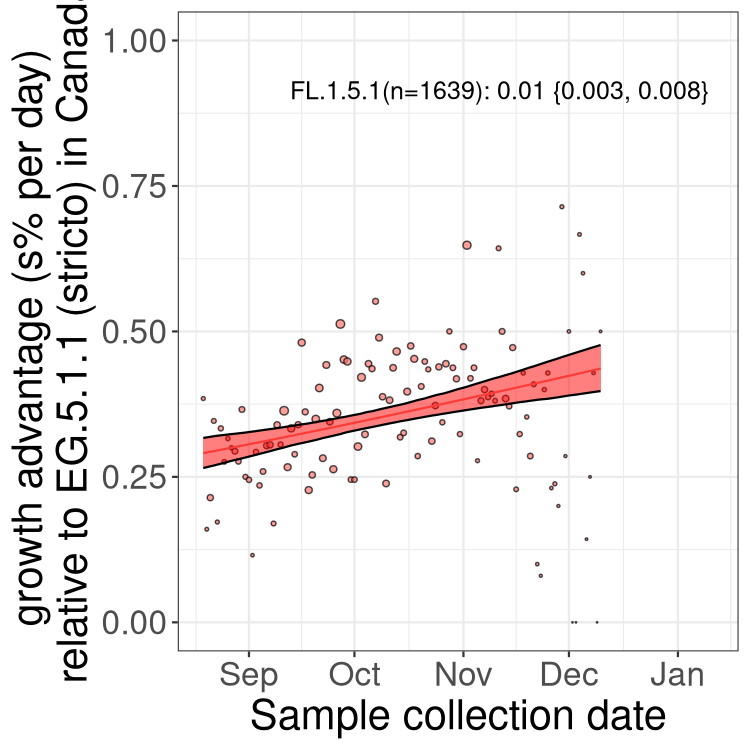 growth advantage (s% per day)
relative to EG.5.1.1 (stricto) in Canada
1.00
0.75
0.50
0.25
0.00
FL.1.5.1(n=1639): 0.01 {0.003, 0.008}
Sep Oct Nov Dec Jan
Sample collection date